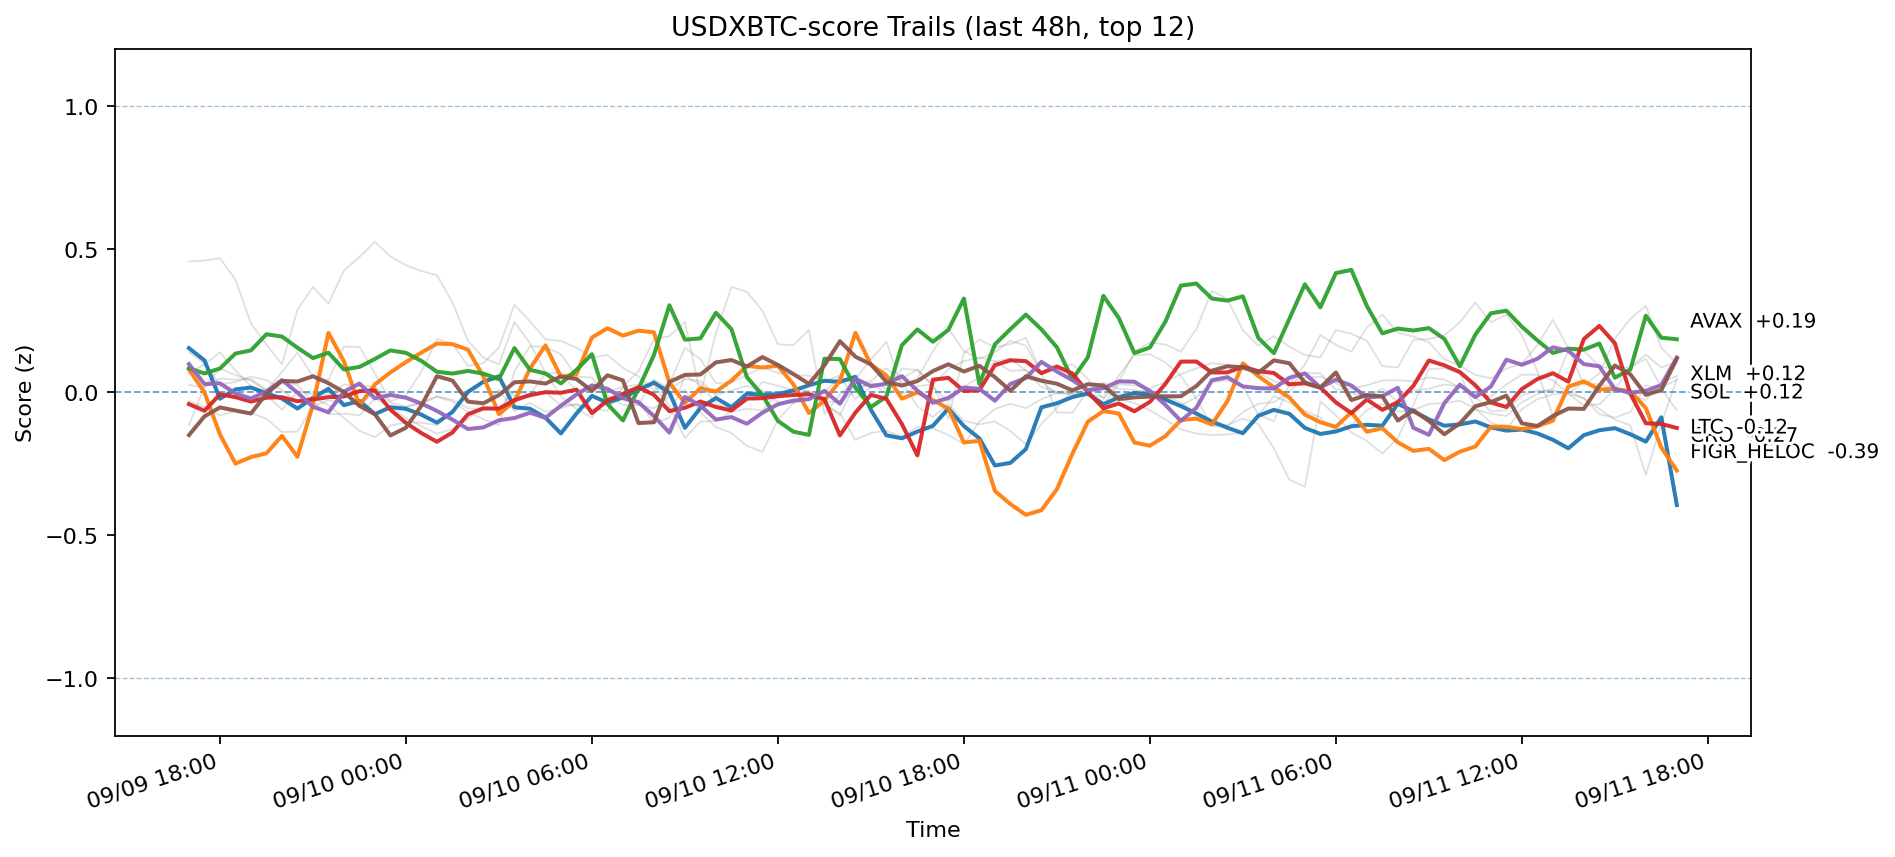 USDXBTC-score Trails (last 48h, top 12)
Score (z)
1.0
0.5
0.0
−0.5
−1.0
AVAX +0.19
XLM +0.12
SOL +0.12
LTC -0.12
FIGR_HELOC -0.39
09/09 18:00
09/10 00:00
09/10 06:00
09/10 12:00
09/10 18:00
09/11 00:00
09/11 06:00
09/11 12:00
09/11 18:00
Time